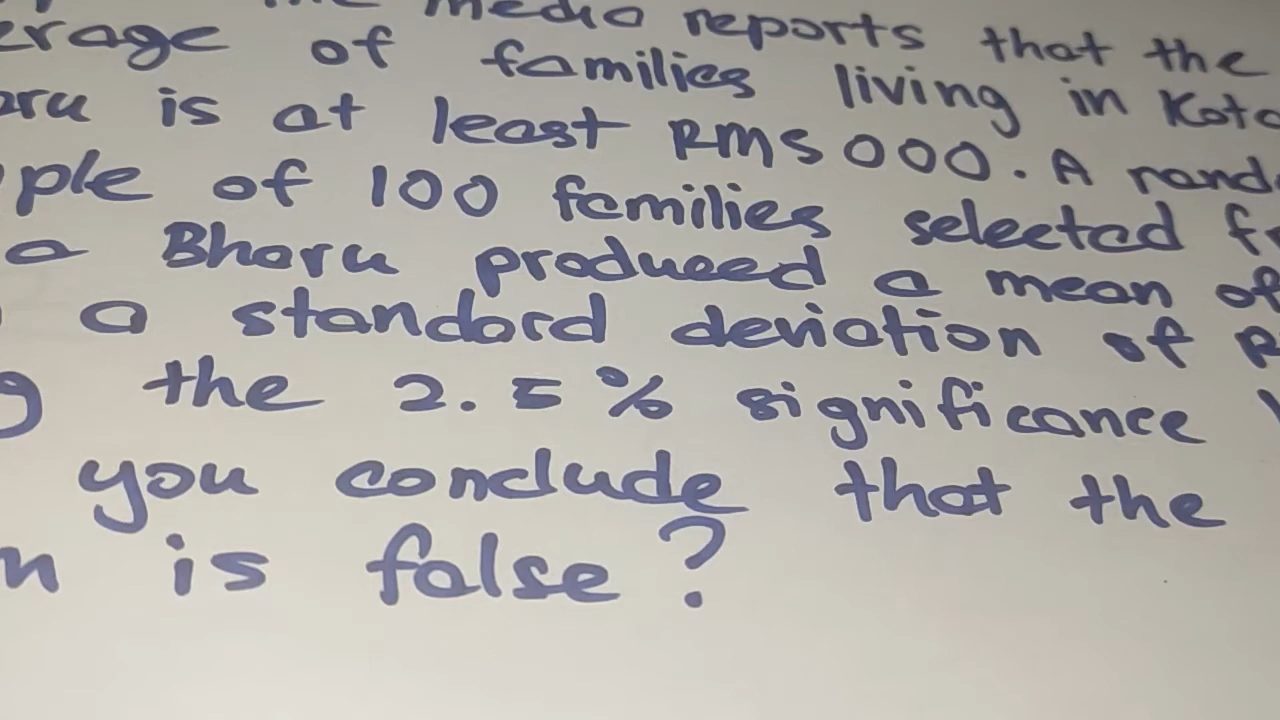 media reports that the
erage of families living in Kota
aru is at least RM5000. A rand
ple of 100 families selected f
a Bharu produced a mean of
a standard deviation of R
g the 2.5% significance
you conclude that the
n is false?